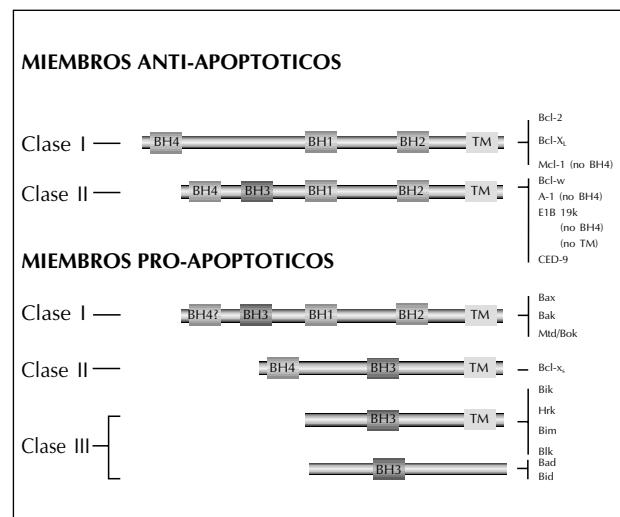 MIEMBROS ANTI-APOPTOTICOS
Clase I
BH4 BH1 BH2 TM
Bcl-2
Bcl-XL
Mcl-1 (no BH4)
Clase II
BH4 BH3 BH1 BH2 TM
Bcl-w
A-1 (no BH4)
E1B 19k
(no BH4)
(no TM)
CED-9
MIEMBROS PRO-APOPTOTICOS
Clase I
BH4? BH3 BH1 BH2 TM
Bax
Bak
Mtd/Bok
Clase II
BH4 BH3 TM
Bcl-xs
Clase III
BH3 TM
Bik
Hrk
Bim
Blk
BH3
Bad
Bid